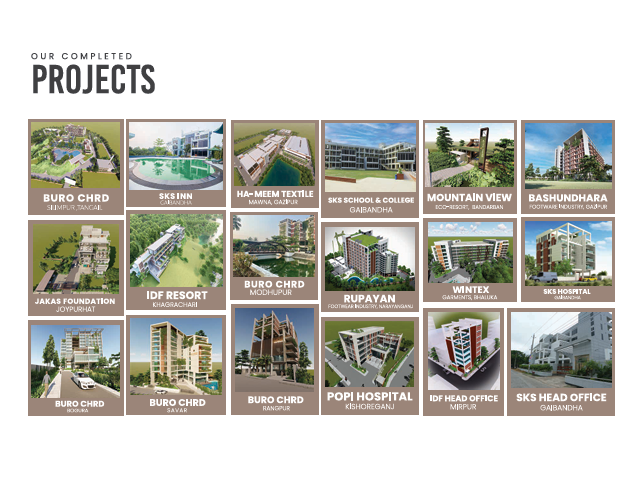 OUR COMPLETED
PROJECTS
BURO CHRD
SILIMPUR, TANGAIL
SKS INN
GAIBANDHA
HA-MEEM TEXTILE
MAWNA, GAZIPUR
SKS SCHOOL & COLLEGE
GAIBANDHA
MOUNTAIN VIEW
ECO-RESORT, BANDARBAN
BASHUNDHARA
FOOTWARE INDUSTRY, GAZIPUR
JAKAS FOUNDATION
JOYPURHAT
IDF RESORT
KHAGRACHARI
BURO CHRD
MODHUPUR
RUPAYAN
FOOTWEAR INDUSTRY, NARAYANGANJ
WINTEX
GARMENTS, BHALUKA
SKS HOSPITAL
GAIBANDHA
BURO CHRD
BOGURA
BURO CHRD
SAVAR
BURO CHRD
RANGPUR
POPI HOSPITAL
KISHOREGANJ
IDF HEAD OFFICE
MIRPUR
SKS HEAD OFFICE
GAIBANDHA